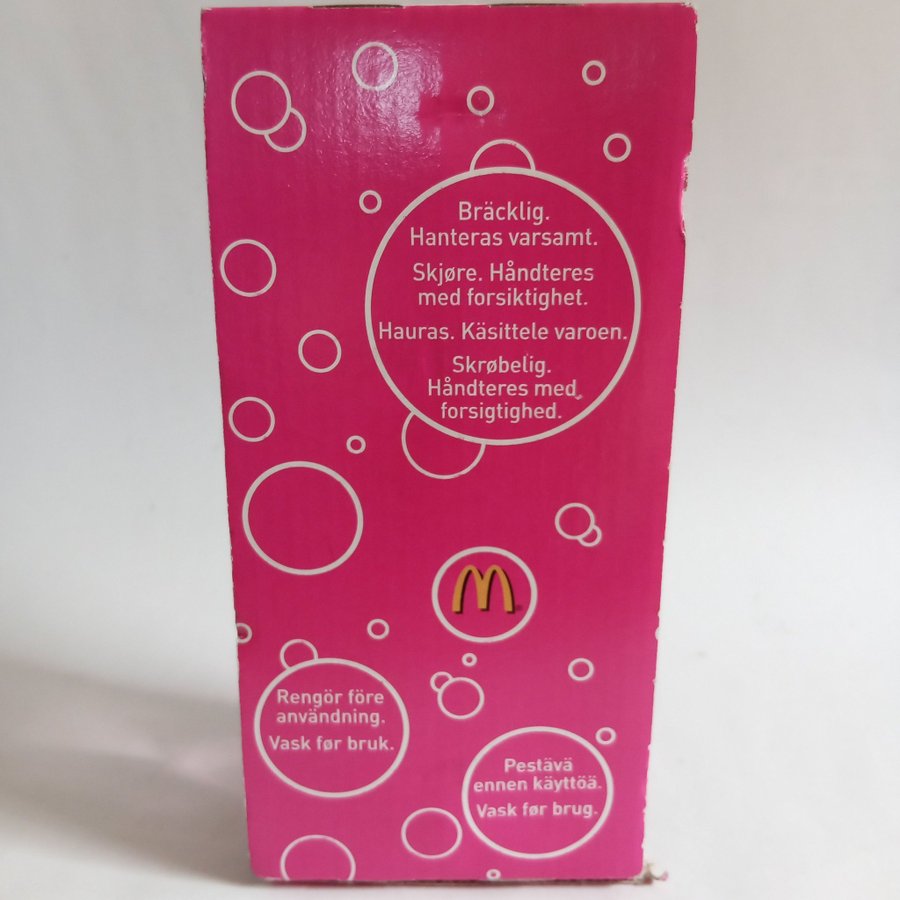 Bräcklig.
Hanteras varsamt.
Skjøre. Håndteres
med forsiktighet.
Hauras. Käsittele varoen.
Skrøbelig.
Håndteres med
forsigtighed.
M
Rengör före
användning.
Vask før bruk.
Pestävä
ennen käyttöä.
Vask før brug.